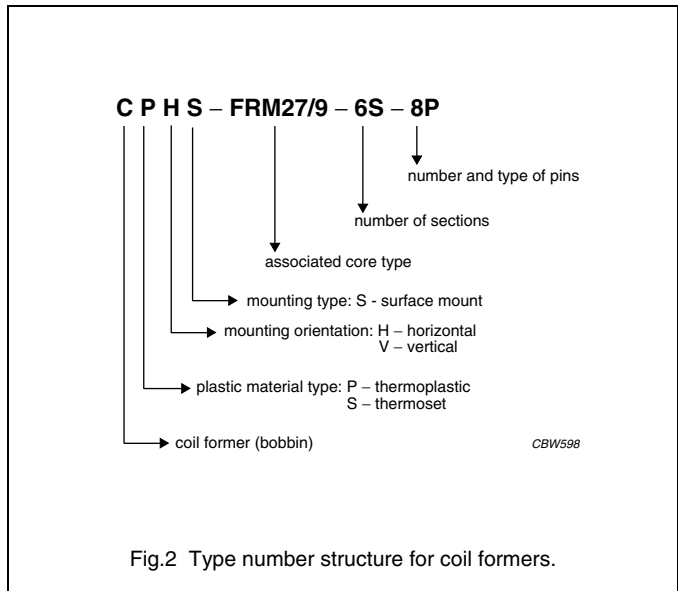 C P H S – FRM27/9 – 6S – 8P
number and type of pins
number of sections
associated core type
mounting type: S - surface mount
mounting orientation: H – horizontal
V – vertical
plastic material type: P – thermoplastic
S – thermoset
coil former (bobbin)
CBW598
Fig.2 Type number structure for coil formers.